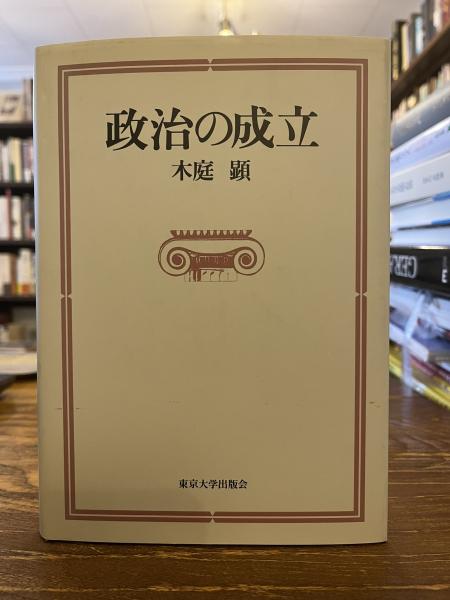 政治の成立
木庭 顕
東京大学出版会